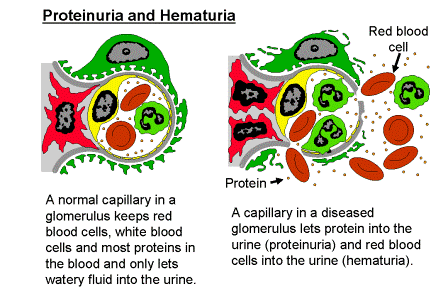 Proteinuria and Hematuria
Red blood
cell
Protein
A normal capillary in a
glomerulus keeps red
blood cells, white blood
cells and most proteins in
the blood and only lets
watery fluid into the urine.
A capillary in a diseased
glomerulus lets protein into the
urine (proteinuria) and red blood
cells into the urine (hematuria).